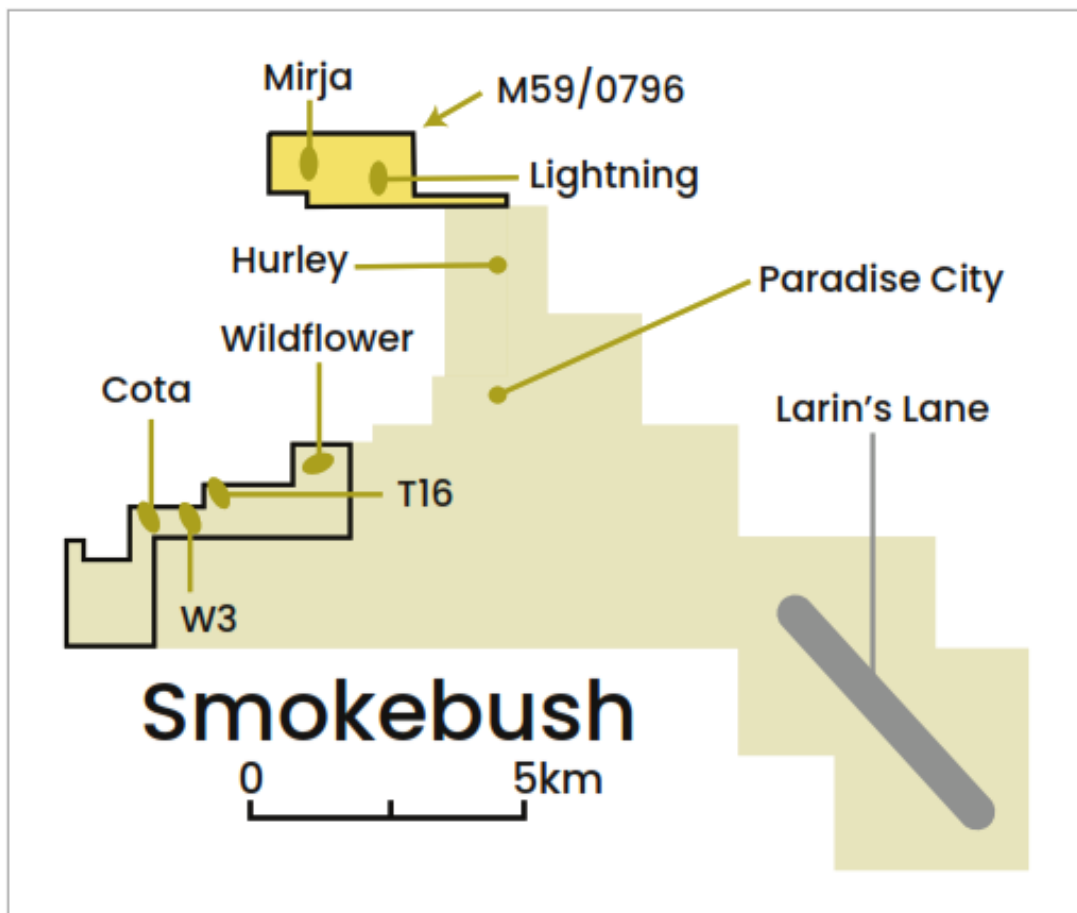 Mirja
M59/0796
Lightning
Hurley
Paradise City
Wildflower
Cota
Larin’s Lane
T16
W3
Smokebush
0 5km